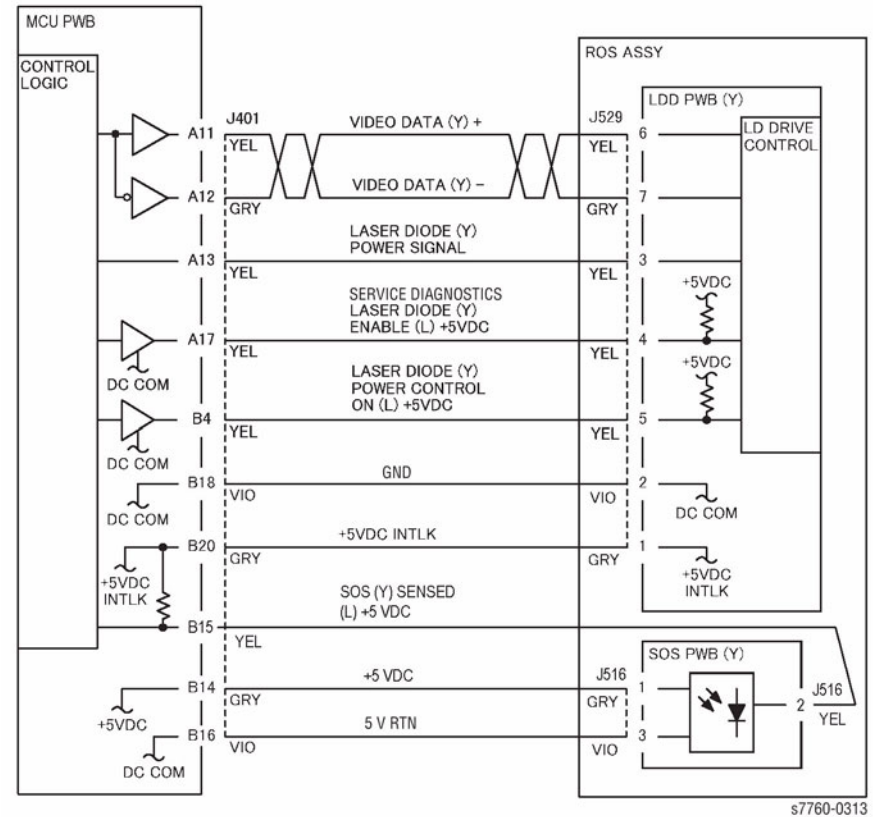 MCU PWB
CONTROL
LOGIC
ROS ASSY
LDD PWB (Y)
LD DRIVE
CONTROL
A11
J401
YEL
VIDEO DATA (Y) +
J529
YEL
6
A12
GRY
VIDEO DATA (Y) –
GRY
7
A13
YEL
LASER DIODE (Y)
POWER SIGNAL
YEL
3
+5VDC
SERVICE DIAGNOSTICS
LASER DIODE (Y)
ENABLE (L) +5VDC
A17
YEL
YEL
4
DC COM
+5VDC
LASER DIODE (Y)
POWER CONTROL
ON (L) +5VDC
B4
YEL
YEL
5
DC COM
B18
VIO
GND
VIO
2
DC COM
DC COM
B20
GRY
+5VDC INTLK
GRY
1
+5VDC
INTLK
+5VDC
INTLK
SOS (Y) SENSED
(L) +5 VDC
B15
YEL
SOS PWB (Y)
B14
GRY
+5 VDC
J516
GRY
1
2
J516
YEL
+5VDC
B16
VIO
5 V RTN
VIO
3
DC COM
s7760-0313